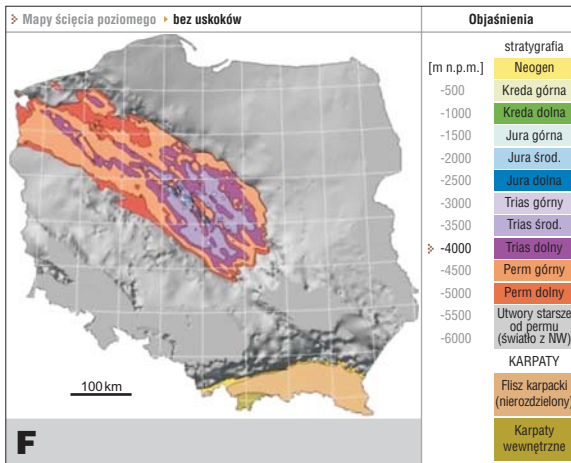 Mapy ścięcia poziomego bez uskoków
100 km
F
Objaśnienia
stratygrafia
[m n.p.m.] Neogen
-500 Kreda górna
-1000 Kreda dolna
-1500 Jura górna
-2000 Jura środ.
-2500 Jura dolna
-3000 Trias górny
-3500 Trias środ.
-4000 Trias dolny
-4500 Perm górny
-5000 Perm dolny
-5500 Utwory starsze
od permu
-6000 (światło z NW)
KARPATY
Flisz karpacki
(nierozdzielony)
Karpaty
wewnętrzne